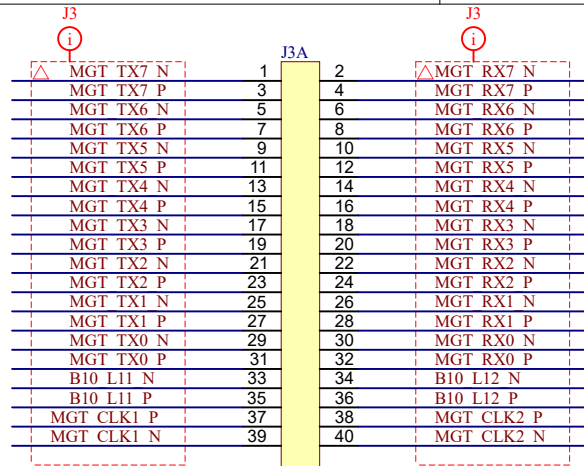 J3 J3
i i
J3A
MGT TX7 N 1 2 MGT RX7 N
MGT TX7 P 3 4 MGT RX7 P
MGT TX6 N 5 6 MGT RX6 N
MGT TX6 P 7 8 MGT RX6 P
MGT TX5 N 9 10 MGT RX5 N
MGT TX5 P 11 12 MGT RX5 P
MGT TX4 N 13 14 MGT RX4 N
MGT TX4 P 15 16 MGT RX4 P
MGT TX3 N 17 18 MGT RX3 N
MGT TX3 P 19 20 MGT RX3 P
MGT TX2 N 21 22 MGT RX2 N
MGT TX2 P 23 24 MGT RX2 P
MGT TX1 N 25 26 MGT RX1 N
MGT TX1 P 27 28 MGT RX1 P
MGT TX0 N 29 30 MGT RX0 N
MGT TX0 P 31 32 MGT RX0 P
B10 L11 N 33 34 B10 L12 N
B10 L11 P 35 36 B10 L12 P
MGT CLK1 P 37 38 MGT CLK2 P
MGT CLK1 N 39 40 MGT CLK2 N